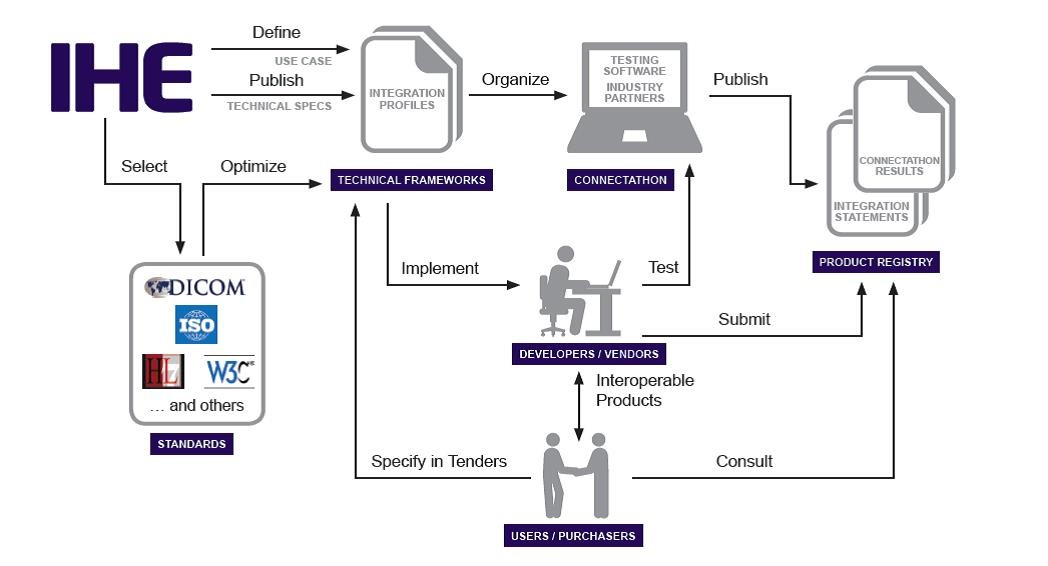 IHE
Define
USE CASE
Publish
TECHNICAL SPECS
INTEGRATION
PROFILES
TECHNICAL FRAMEWORKS
Organize
TESTING
SOFTWARE
INDUSTRY
PARTNERS
CONNECTATHON
Publish
CONNECTATHON
RESULTS
INTEGRATION
STATEMENTS
PRODUCT REGISTRY
Select
Optimize
DICOM
ISO
HL7
W3C
... and others
STANDARDS
Implement
Test
Submit
DEVELOPERS / VENDORS
Interoperable
Products
Specify in Tenders
Consult
USERS / PURCHASERS